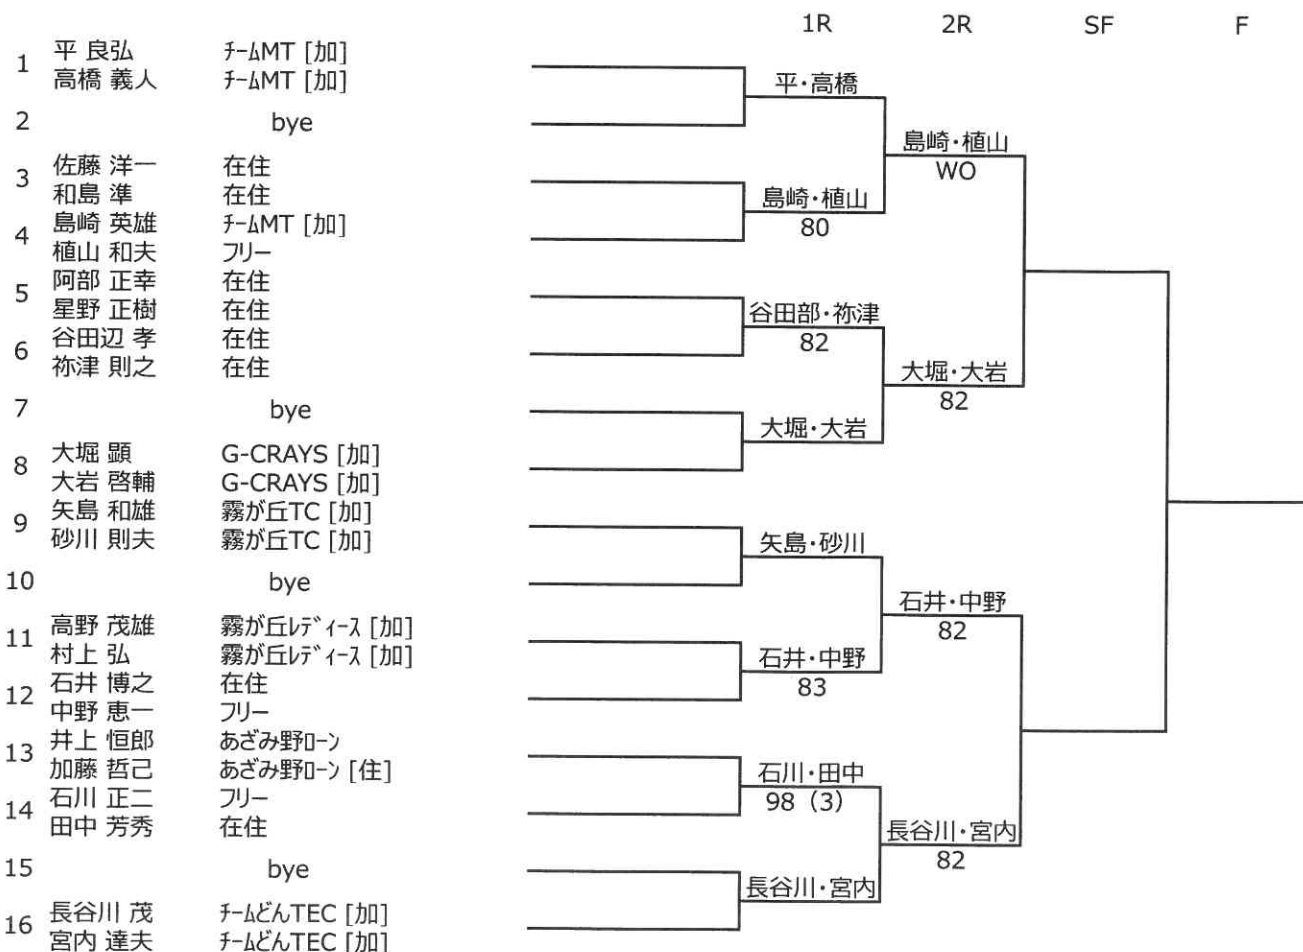 1R 2R SF F
1 平 良弘 チームMT [加]
高橋 義人 チームMT [加]
平・高橋
2 bye
島崎・植山
WO
3 佐藤 洋一 在住
和島 準 在住
島崎・植山
80
4 島崎 英雄 チームMT [加]
植山 和夫 フリー
5 阿部 正幸 在住
星野 正樹 在住
谷田部・祢津
82
6 谷田辺 孝 在住
祢津 則之 在住
大堀・大岩
82
7 bye
大堀・大岩
8 大堀 顕 G-CRAYS [加]
大岩 啓輔 G-CRAYS [加]
9 矢島 和雄 霧が丘TC [加]
砂川 則夫 霧が丘TC [加]
矢島・砂川
10 bye
石井・中野
82
11 高野 茂雄 霧が丘レディース [加]
村上 弘 霧が丘レディース [加]
石井・中野
83
12 石井 博之 在住
中野 恵一 フリー
13 井上 恒郎 あざみ野ローン
加藤 哲己 あざみ野ローン [住]
石川・田中
98（3）
14 石川 正二 フリー
田中 芳秀 在住
長谷川・宮内
82
15 bye
長谷川・宮内
16 長谷川 茂 チームどんTEC [加]
宮内 達夫 チームどんTEC [加]